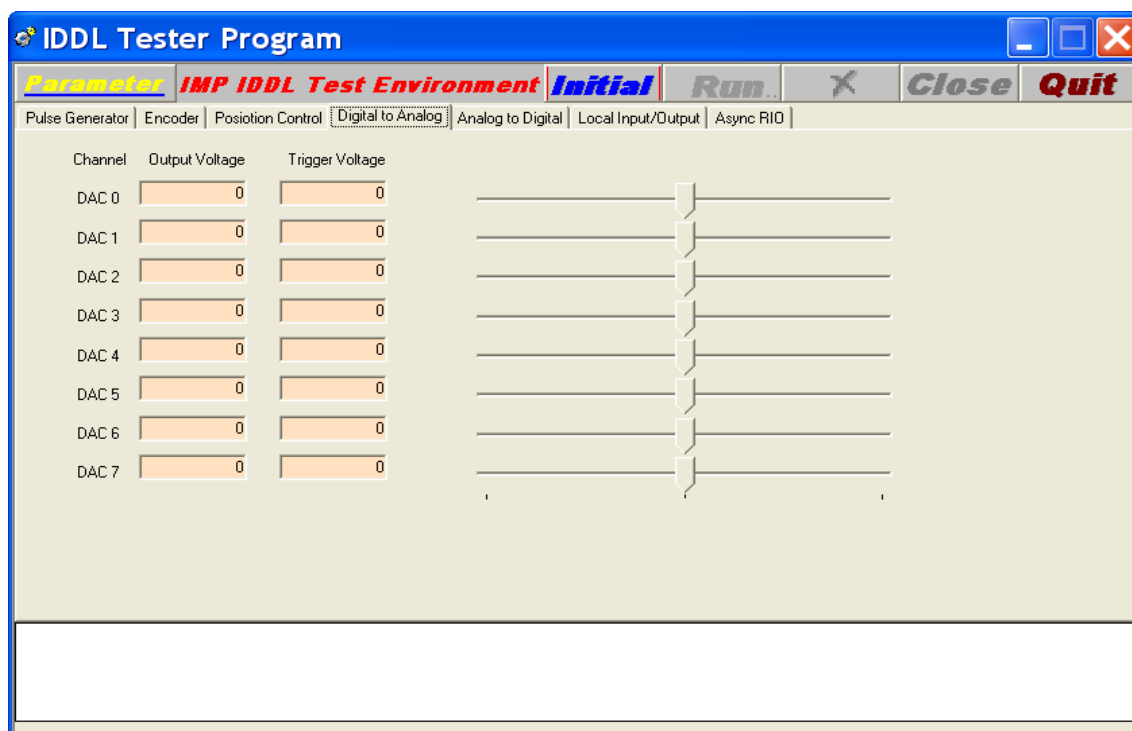 IDDL Tester Program
Parameter IMP IDDL Test Environment Initial Run.. X Close Quit
Pulse Generator Encoder Posiotion Control Digital to Analog Analog to Digital Local Input/Output Async RIO
Channel Output Voltage Trigger Voltage
DAC 0 0 0
DAC 1 0 0
DAC 2 0 0
DAC 3 0 0
DAC 4 0 0
DAC 5 0 0
DAC 6 0 0
DAC 7 0 0